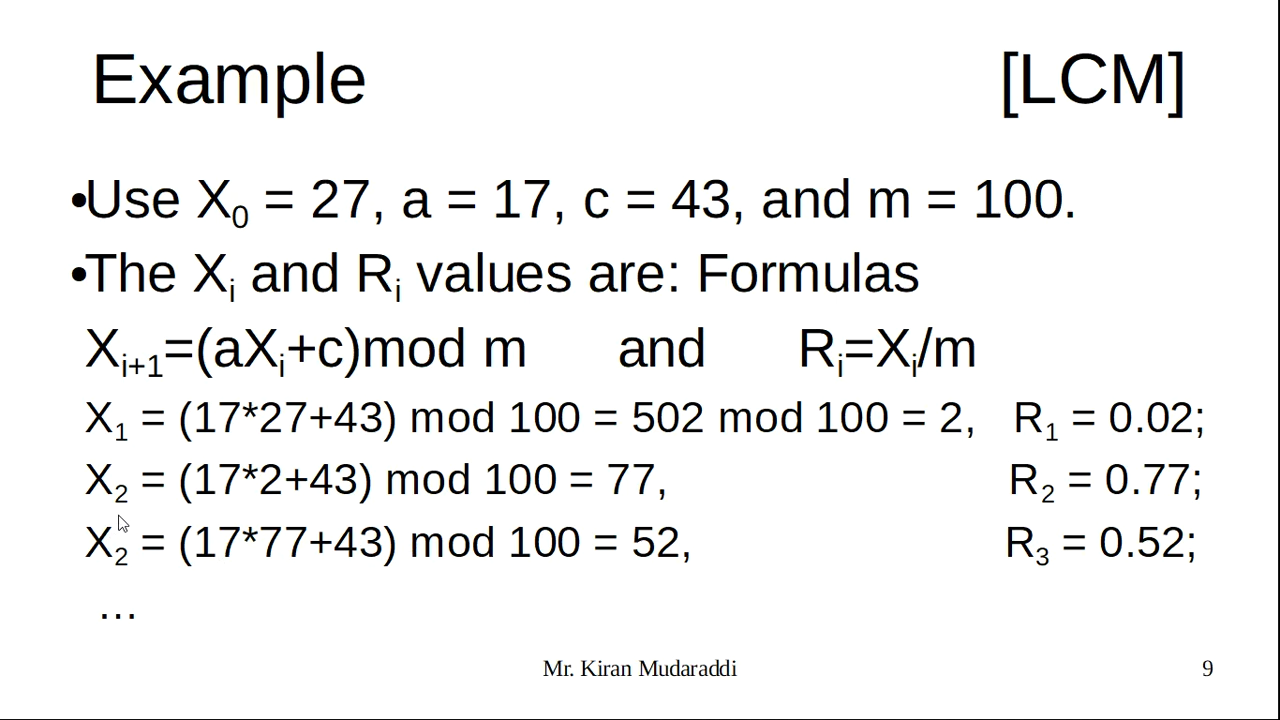 Example [LCM]
•Use X₀ = 27, a = 17, c = 43, and m = 100.
•The Xᵢ and Rᵢ values are: Formulas
Xᵢ₊₁=(aXᵢ+c)mod m and Rᵢ=Xᵢ/m
X₁ = (17*27+43) mod 100 = 502 mod 100 = 2, R₁ = 0.02;
X₂ = (17*2+43) mod 100 = 77, R₂ = 0.77;
X₂ = (17*77+43) mod 100 = 52, R₃ = 0.52;
…
Mr. Kiran Mudaraddi 9